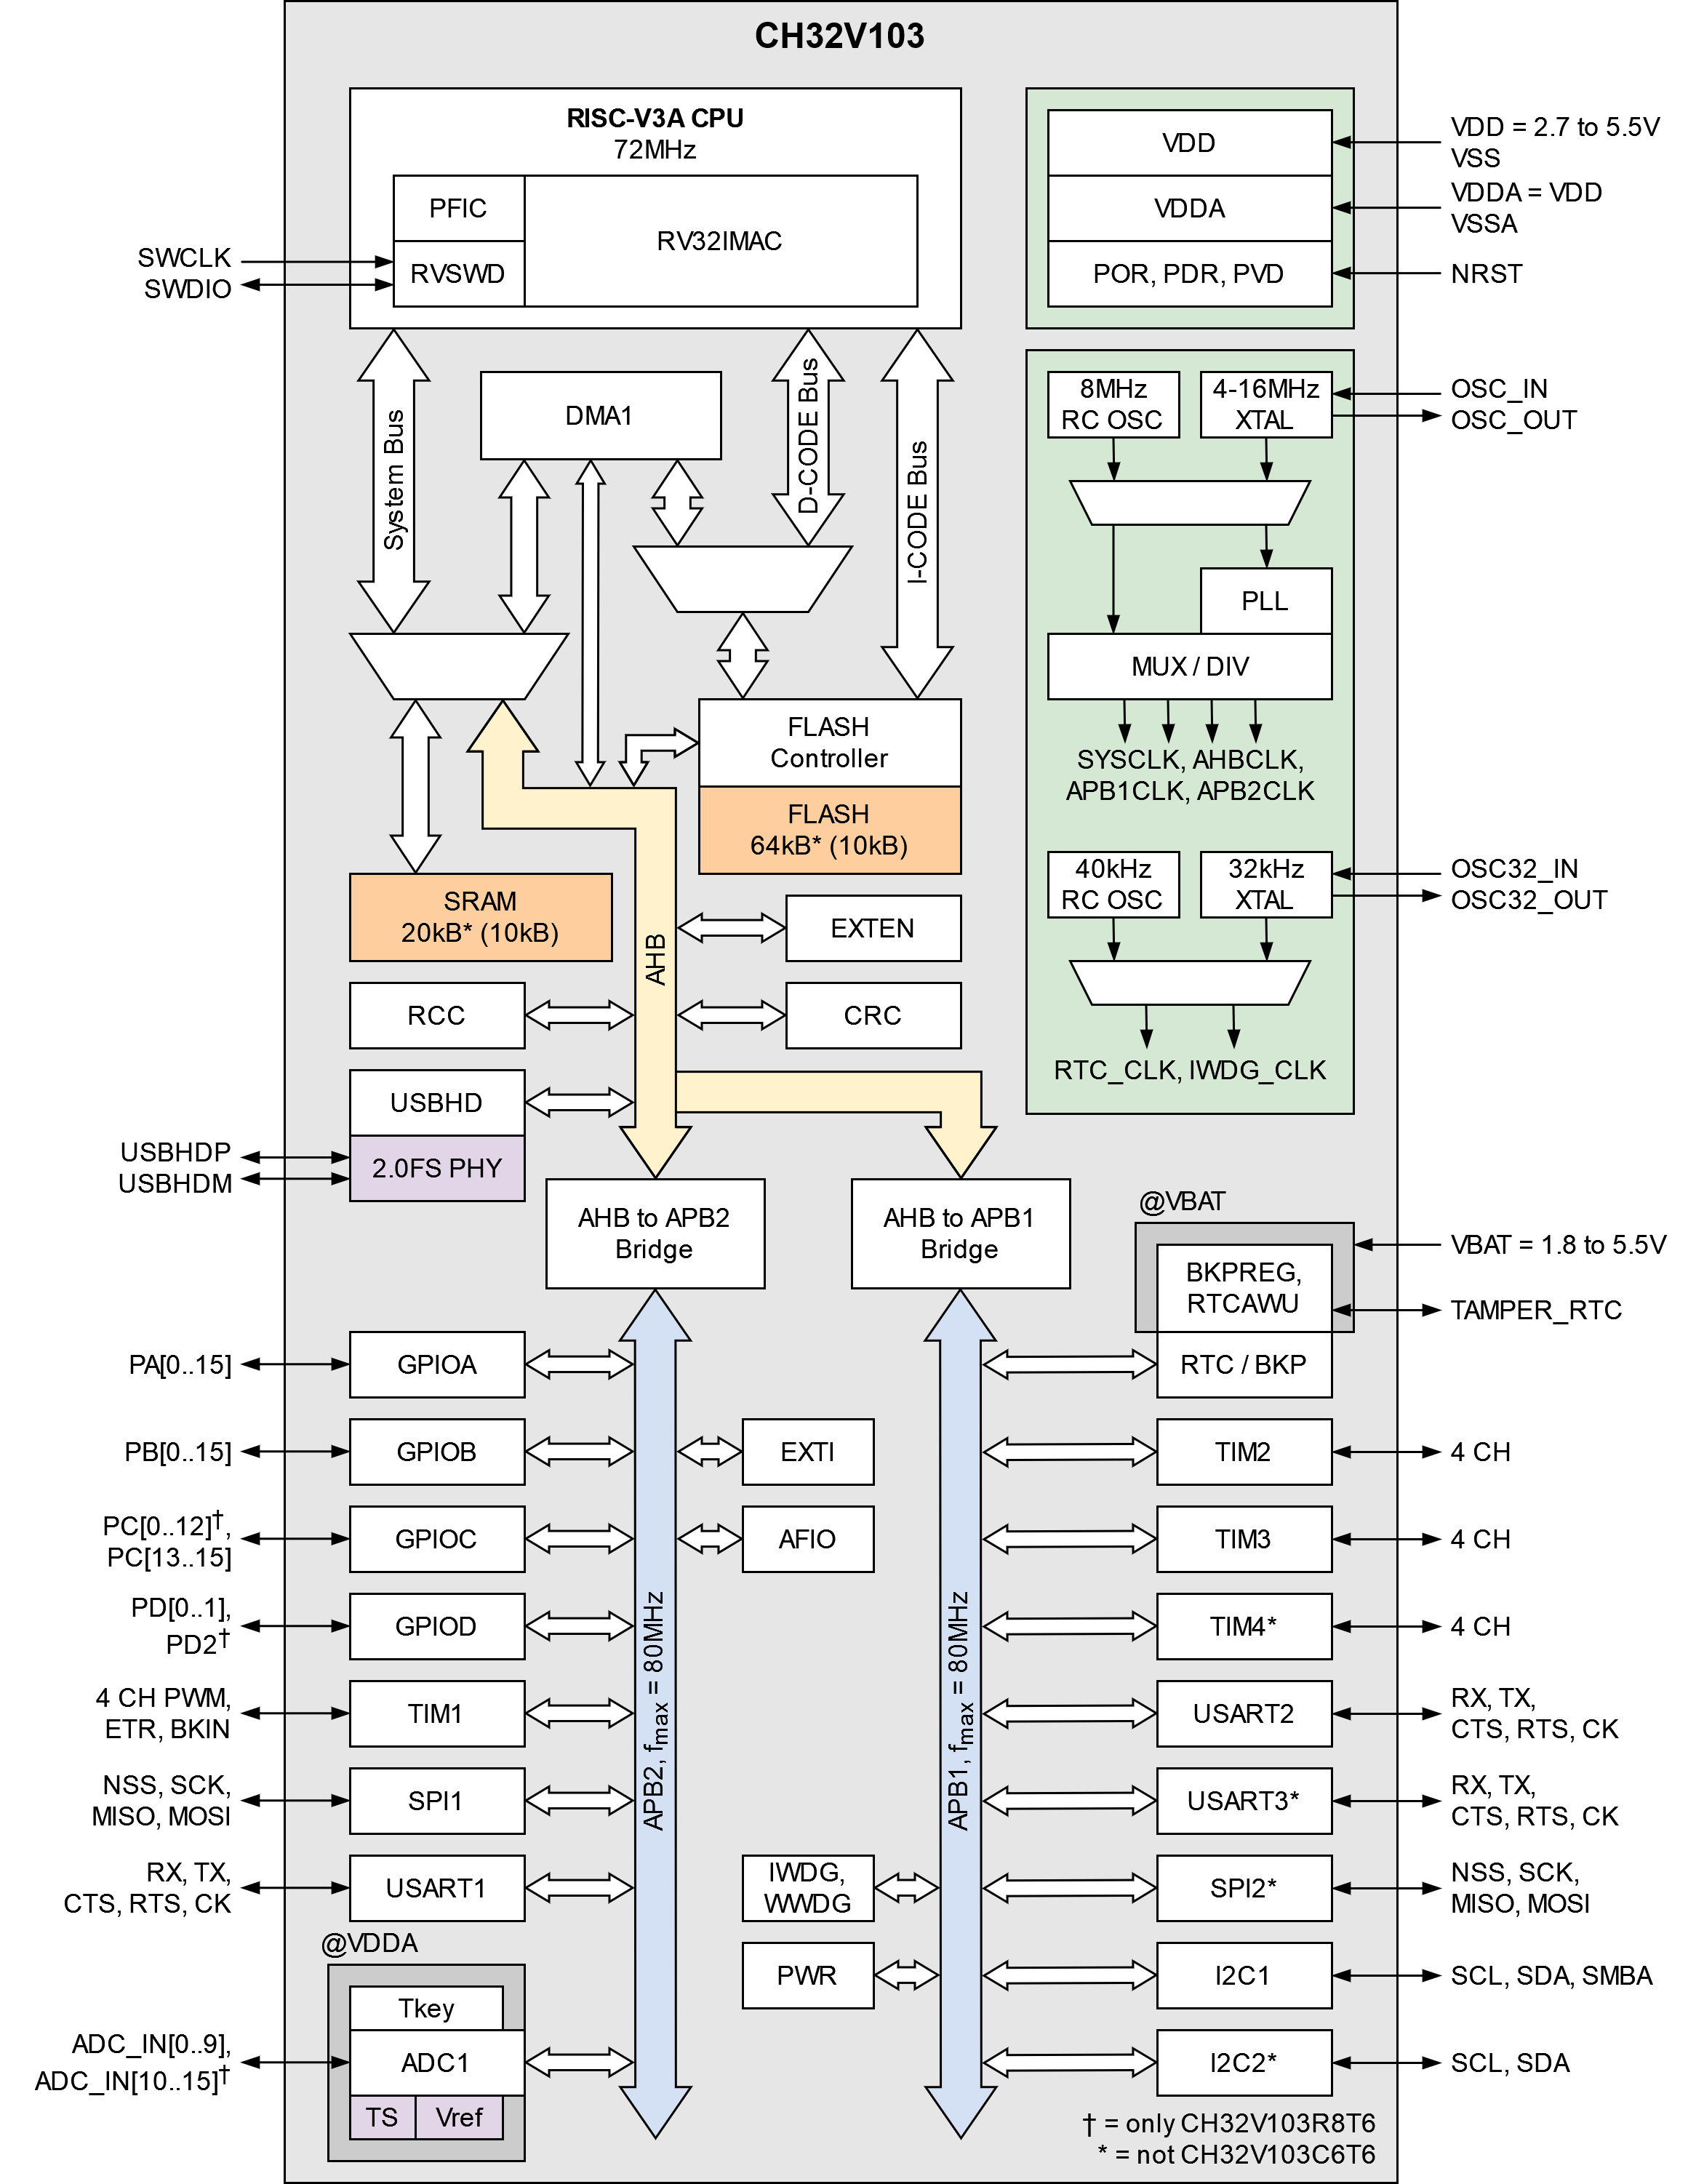 CH32V103
RISC-V3A CPU
72MHz
PFIC
RVSWD
RV32IMAC
SWCLK
SWDIO
VDD
VDDA
POR, PDR, PVD
VDD = 2.7 to 5.5V
VSS
VDDA = VDD
VSSA
NRST
System Bus
DMA1
D-CODE Bus
I-CODE Bus
8MHz
RC OSC
4-16MHz
XTAL
OSC_IN
OSC_OUT
PLL
MUX / DIV
SYSCLK, AHBCLK,
APB1CLK, APB2CLK
FLASH
Controller
FLASH
64kB* (10kB)
SRAM
20kB* (10kB)
40kHz
RC OSC
32kHz
XTAL
OSC32_IN
OSC32_OUT
RTC_CLK, IWDG_CLK
AHB
EXTEN
RCC
CRC
USBHD
2.0FS PHY
USBHDP
USBHDM
AHB to APB2
Bridge
AHB to APB1
Bridge
@VBAT
BKPREG,
RTCAWU
RTC / BKP
VBAT = 1.8 to 5.5V
TAMPER_RTC
PA[0..15]
GPIOA
PB[0..15]
GPIOB
EXTI
TIM2
4 CH
PC[0..12]†,
PC[13..15]
GPIOC
AFIO
TIM3
4 CH
PD[0..1],
PD2†
GPIOD
TIM4*
4 CH
APB2, fmax = 80MHz
APB1, fmax = 80MHz
4 CH PWM,
ETR, BKIN
TIM1
USART2
RX, TX,
CTS, RTS, CK
NSS, SCK,
MISO, MOSI
SPI1
USART3*
RX, TX,
CTS, RTS, CK
RX, TX,
CTS, RTS, CK
USART1
IWDG,
WWDG
SPI2*
NSS, SCK,
MISO, MOSI
@VDDA
Tkey
ADC1
TS
Vref
ADC_IN[0..9],
ADC_IN[10..15]†
PWR
I2C1
SCL, SDA, SMBA
I2C2*
SCL, SDA
† = only CH32V103R8T6
* = not CH32V103C6T6